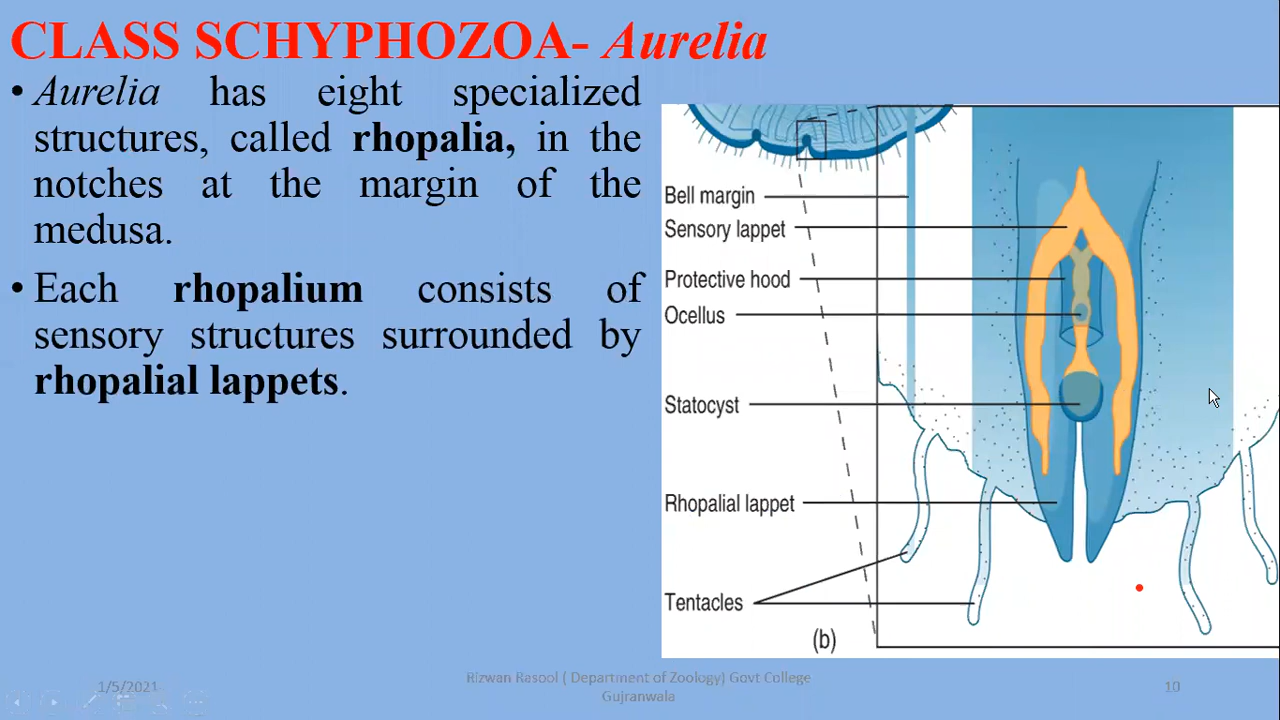 CLASS SCHYPHOZOA- Aurelia
• Aurelia has eight specialized
structures, called rhopalia, in the
notches at the margin of the
medusa.
• Each rhopalium consists of
sensory structures surrounded by
rhopalial lappets.
Bell margin
Sensory lappet
Protective hood
Ocellus
Statocyst
Rhopalial lappet
Tentacles
(b)
1/5/2021
Rizwan Rasool ( Department of Zoology) Govt College
Gujranwala
10